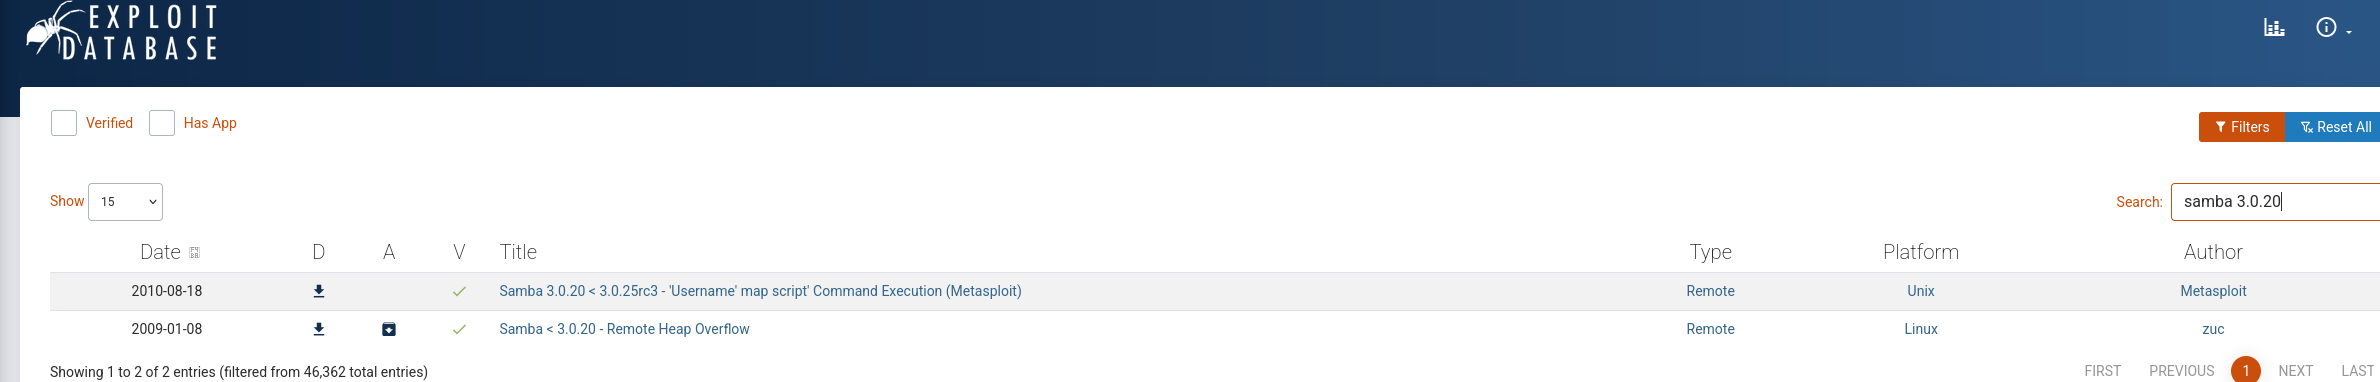 EXPLOIT
DATABASE
Verified Has App
Filters Reset All
Show 15
Search: samba 3.0.20
Date D A V Title Type Platform Author
2010-08-18 Samba 3.0.20 < 3.0.25rc3 - 'Username' map script' Command Execution (Metasploit) Remote Unix Metasploit
2009-01-08 Samba < 3.0.20 - Remote Heap Overflow Remote Linux zuc
Showing 1 to 2 of 2 entries (filtered from 46,362 total entries)
FIRST PREVIOUS 1 NEXT LAST